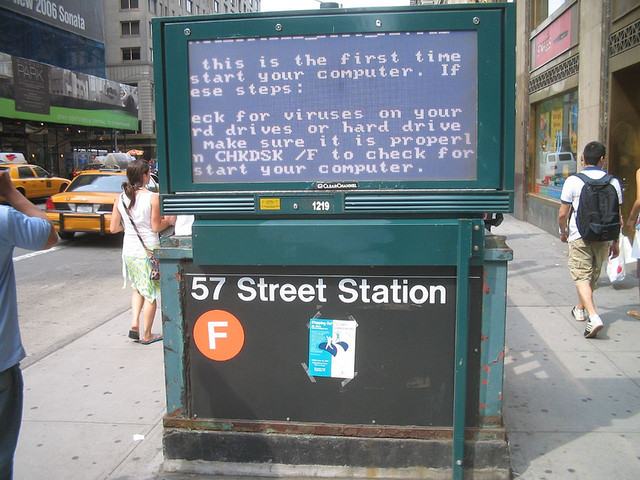 new 2006 Sonata
PARK
this is the first time
start your computer. If
ese steps:
eck for viruses on your
rd drives or hard drive
make sure it is properl
n CHKDSK /F to check for
start your computer.
CLEARCHANNEL
1219
57 Street Station
F